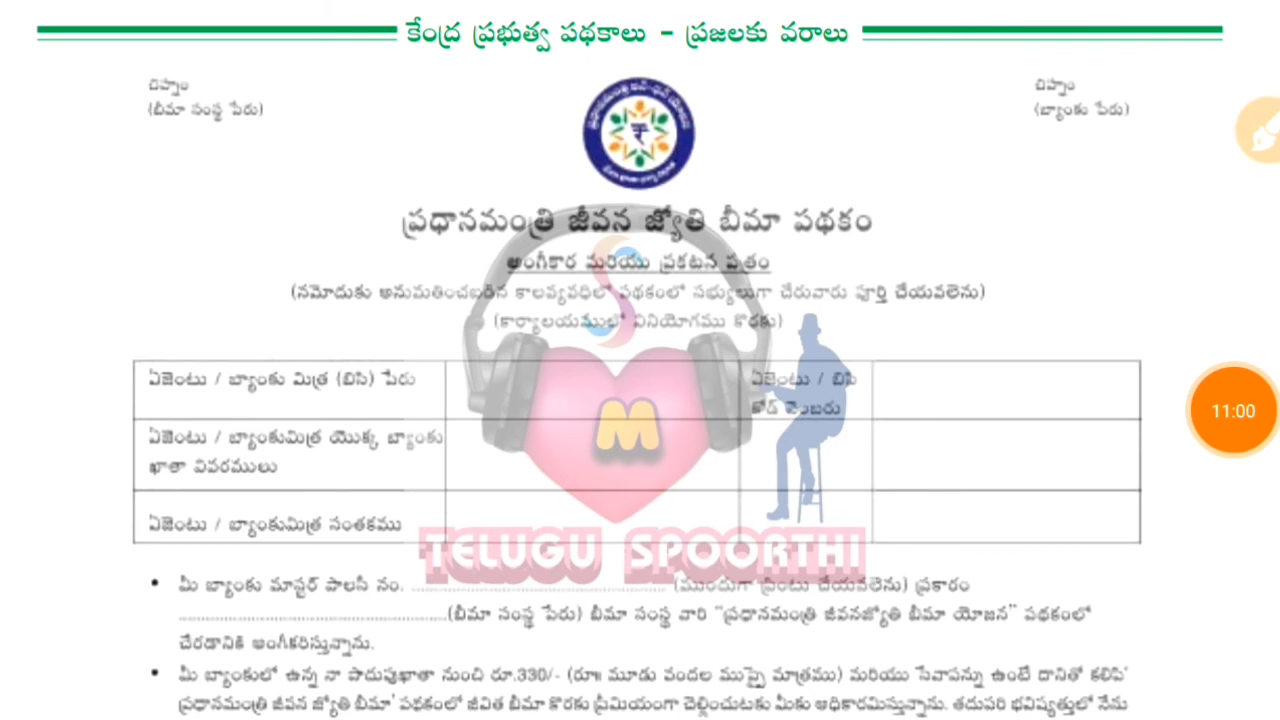 కేంద్ర ప్రభుత్వ పథకాలు - ప్రజలకు వరాలు
చిహ్నం
(బీమా సంస్థ పేరు)
చిహ్నం
(బ్యాంకు పేరు)
ప్రధానమంత్రి జీవన జ్యోతి బీమా పథకం
అంగీకార మరియు ప్రకటన పత్రం
(నమోదుకు అనుమతించబడిన కాలవ్యవధిలో పథకంలో సభ్యులుగా చేరువారు పూర్తి చేయవలెను)
(కార్యాలయములో వినియోగము కొరకు)
ఏజెంటు / బ్యాంకు మిత్ర (బిసి) పేరు
ఏజెంటు / బిసి
కోడ్ నెంబరు
ఏజెంటు / బ్యాంకుమిత్ర యొక్క బ్యాంకు
ఖాతా వివరములు
ఏజెంటు / బ్యాంకుమిత్ర సంతకము
M
TELUGU SPOORTHI
11:00
• మీ బ్యాంకు మాస్టర్ పాలసీ నం. ........................ (ముందుగా ప్రింటు చేయవలెను) ప్రకారం
........................(బీమా సంస్థ పేరు) బీమా సంస్థ వారి "ప్రధానమంత్రి జీవనజ్యోతి బీమా యోజన" పథకంలో
చేరడానికి అంగీకరిస్తున్నాను.
• మీ బ్యాంకులో ఉన్న నా పొదుపుఖాతా నుంచి రూ.330/- (రూ॥ మూడు వందల ముప్పై మాత్రము) మరియు సేవాపన్ను ఉంటే దానితో కలిపి'
ప్రధానమంత్రి జీవన జ్యోతి బీమా' పథకంలో జీవిత బీమా కొరకు ప్రీమియంగా చెల్లించుటకు మీకు అధికారమిస్తున్నాను. తదుపరి భవిష్యత్తులో నేను